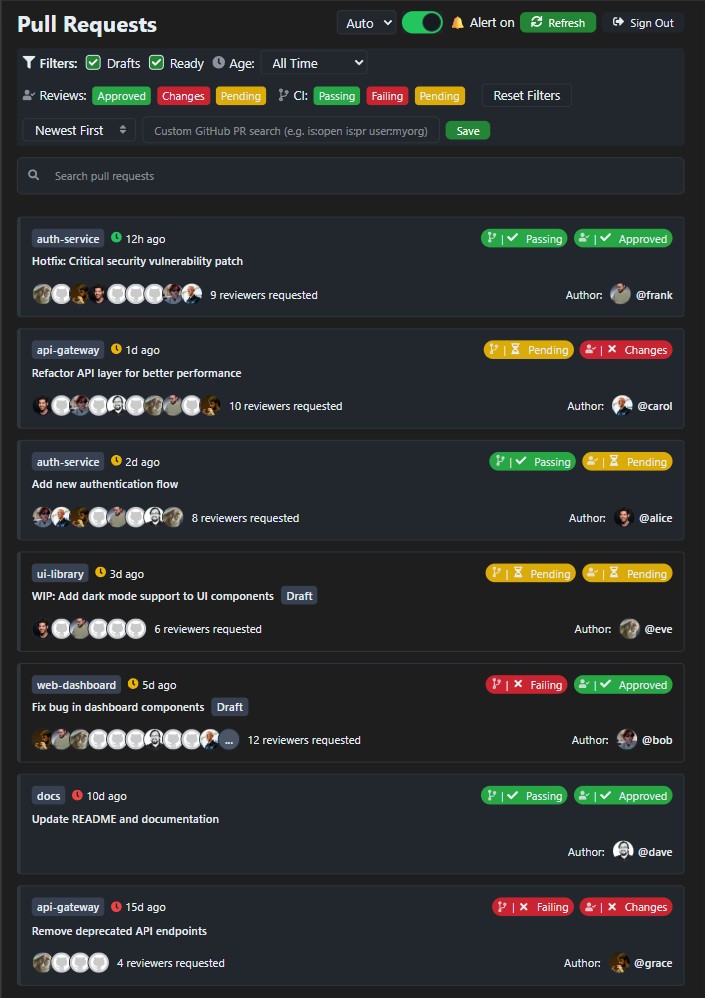 Pull Requests Auto Alert on Refresh Sign Out
Filters: Drafts Ready Age: All Time
Reviews: Approved Changes Pending CI: Passing Failing Pending Reset Filters
Newest First Custom GitHub PR search (e.g. is:open is:pr user:myorg) Save
Search pull requests
auth-service 12h ago | Passing | Approved
Hotfix: Critical security vulnerability patch
9 reviewers requested Author: @frank
api-gateway 1d ago | Pending | Changes
Refactor API layer for better performance
10 reviewers requested Author: @carol
auth-service 2d ago | Passing | Pending
Add new authentication flow
8 reviewers requested Author: @alice
ui-library 3d ago | Pending | Pending
WIP: Add dark mode support to UI components Draft
6 reviewers requested Author: @eve
web-dashboard 5d ago | Failing | Approved
Fix bug in dashboard components Draft
... 12 reviewers requested Author: @bob
docs 10d ago | Passing | Approved
Update README and documentation
Author: @dave
api-gateway 15d ago | Failing | Changes
Remove deprecated API endpoints
4 reviewers requested Author: @grace